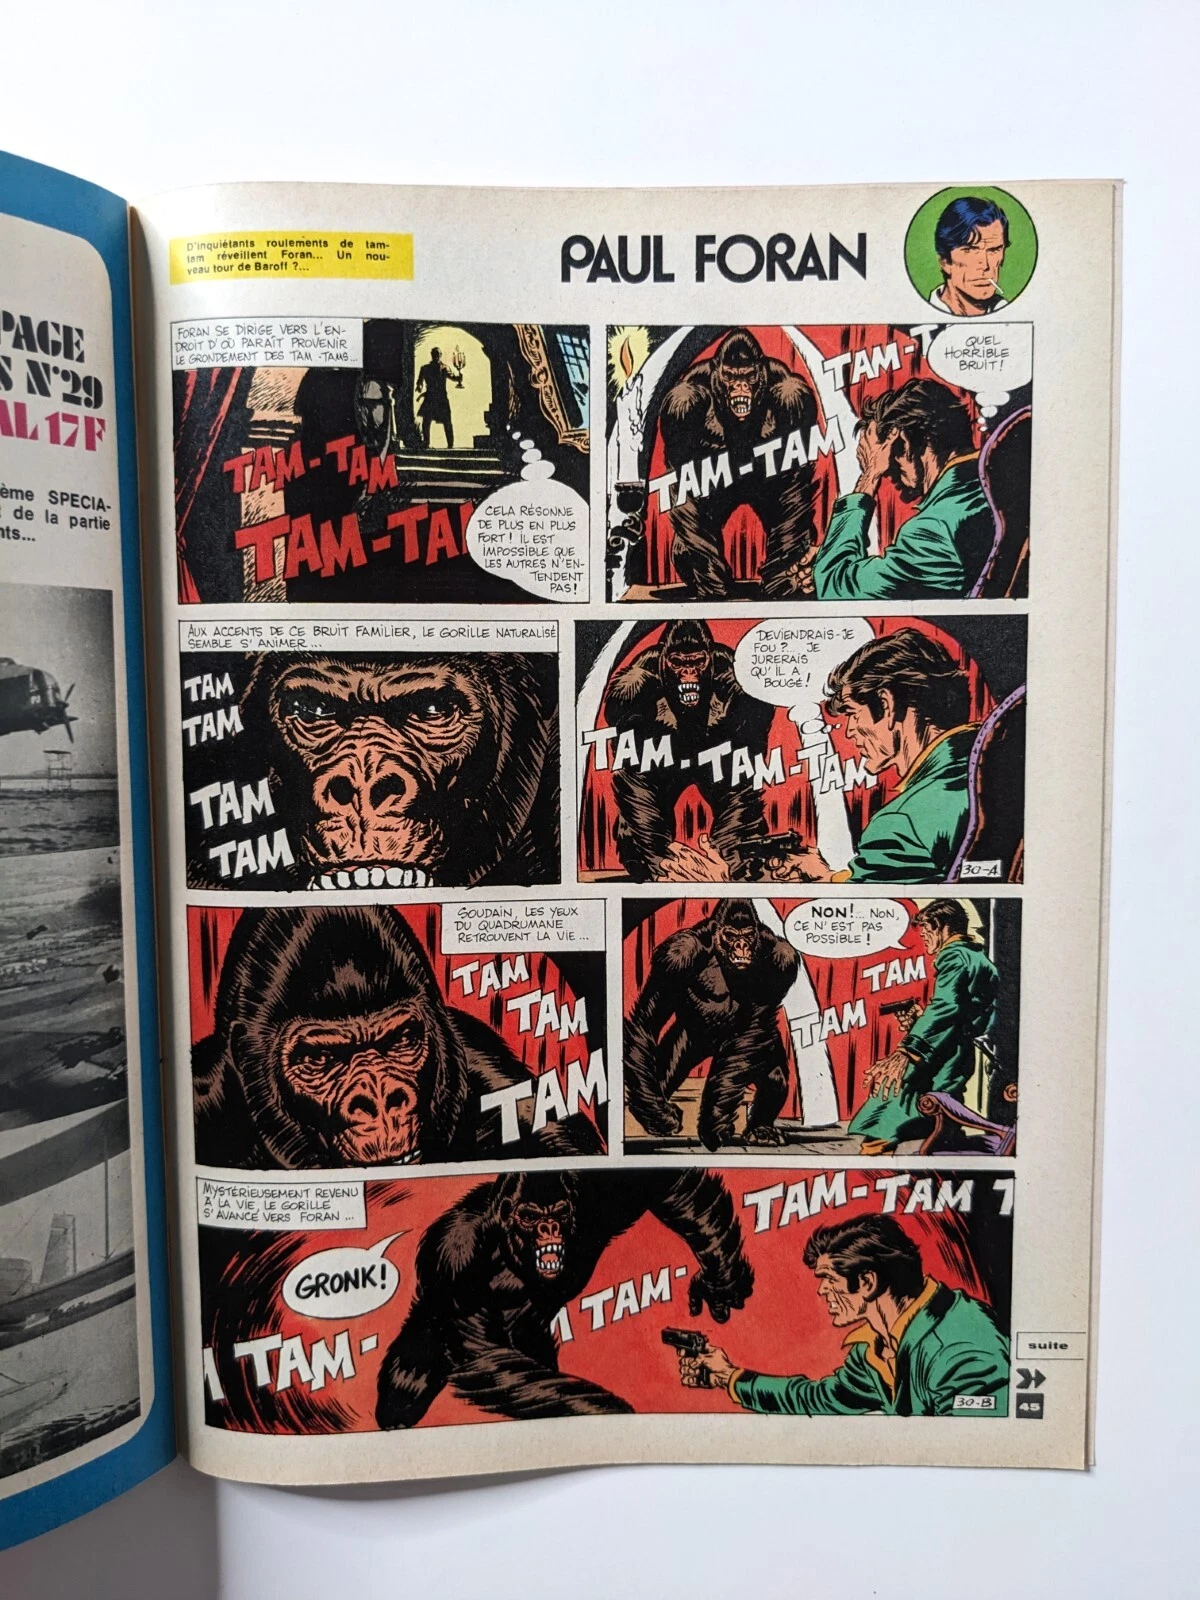 PAGE
S N°29
AL 17F
ème SPECIA-
t de la partie
nts...
D'inquiétants roulements de tam-
tam réveillent Foran... Un nou-
veau tour de Baroff ?...
PAUL FORAN
FORAN SE DIRIGE VERS L'EN-
DROIT D'OÙ PARAÎT PROVENIR
LE GRONDEMENT DES TAM-TAMS...
TAM-TAM
TAM-TAM
CELA RÉSONNE
DE PLUS EN PLUS
FORT! IL EST
IMPOSSIBLE QUE
LES AUTRES N'EN-
TENDENT
PAS!
TAM-T
QUEL
HORRIBLE
BRUIT!
TAM-TAM
AUX ACCENTS DE CE BRUIT FAMILIER, LE GORILLE NATURALISÉ
SEMBLE S'ANIMER...
TAM
TAM
TAM
TAM
DEVIENDRAIS-JE
FOU ?... JE
JURERAIS
QU'IL A
BOUGÉ!
TAM-TAM-TAM
30-A
SOUDAIN, LES YEUX
DU QUADRUMANE
RETROUVENT LA VIE...
TAM
TAM
TAM
NON!... NON,
CE N'EST PAS
POSSIBLE!
TAM
TAM
MYSTÉRIEUSEMENT REVENU
À LA VIE, LE GORILLE
S'AVANCE VERS FORAN...
TAM-TAM T
GRONK!
M TAM-
M TAM-
30-B
suite
45